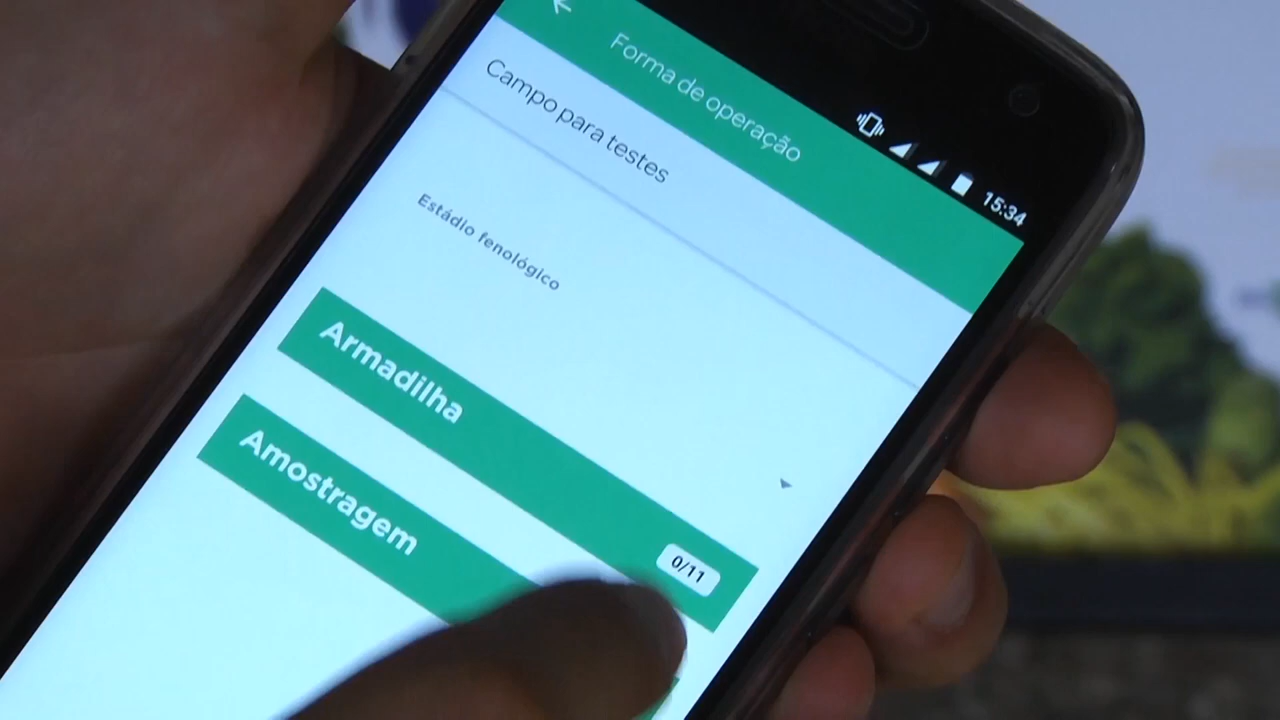 15:34
Forma de operação
Campo para testes
Estádio fenológico
Armadilha
0/11
Amostragem